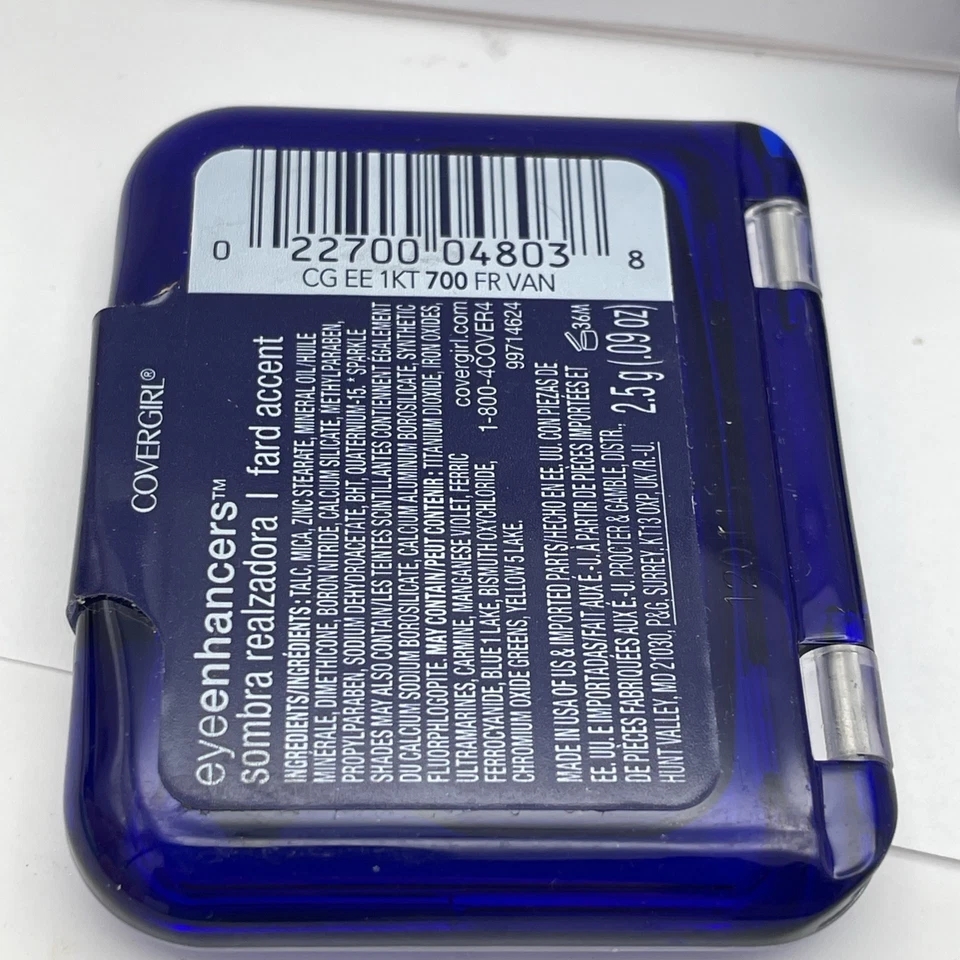 0 22700 04803 8
CG EE 1KT 700 FR VAN
COVERGIRL®
eyeenhancers™
sombra realzadora | fard accent
INGREDIENTS/INGRÉDIENTS: TALC, MICA, ZINC STEARATE, MINERAL OIL/HUILE
MINÉRALE, DIMETHICONE, BORON NITRIDE, CALCIUM SILICATE, METHYLPARABEN,
PROPYLPARABEN, SODIUM DEHYDROACETATE, BHT, QUATERNIUM-15. *SPARKLE
SHADES MAY ALSO CONTAIN/LES TEINTES SCINTILLANTES CONTIENNENT ÉGALEMENT
DU CALCIUM SODIUM BOROSILICATE, CALCIUM ALUMINUM BOROSILICATE, SYNTHETIC
FLUORPHLOGOPITE. MAY CONTAIN/PEUT CONTENIR: TITANIUM DIOXIDE, IRON OXIDES,
ULTRAMARINES, CARMINE, MANGANESE VIOLET, FERRIC
FERROCYANIDE, BLUE 1 LAKE, BISMUTH OXYCHLORIDE,
CHROMIUM OXIDE GREENS, YELLOW 5 LAKE.
covergirl.com
1-800-4COVER4
99714624
MADE IN USA OF US & IMPORTED PARTS/HECHO EN EE. UU. CON PIEZAS DE
EE. UU. E IMPORTADAS/FAIT AUX É.-U. À PARTIR DE PIÈCES IMPORTÉES ET
DE PIÈCES FABRIQUÉES AUX É.-U. PROCTER & GAMBLE, DISTR.,
HUNT VALLEY, MD 21030, P&G, SURREY, KT13 0XP, UK/R.-U.
36M
2.5 g (.09 oz)